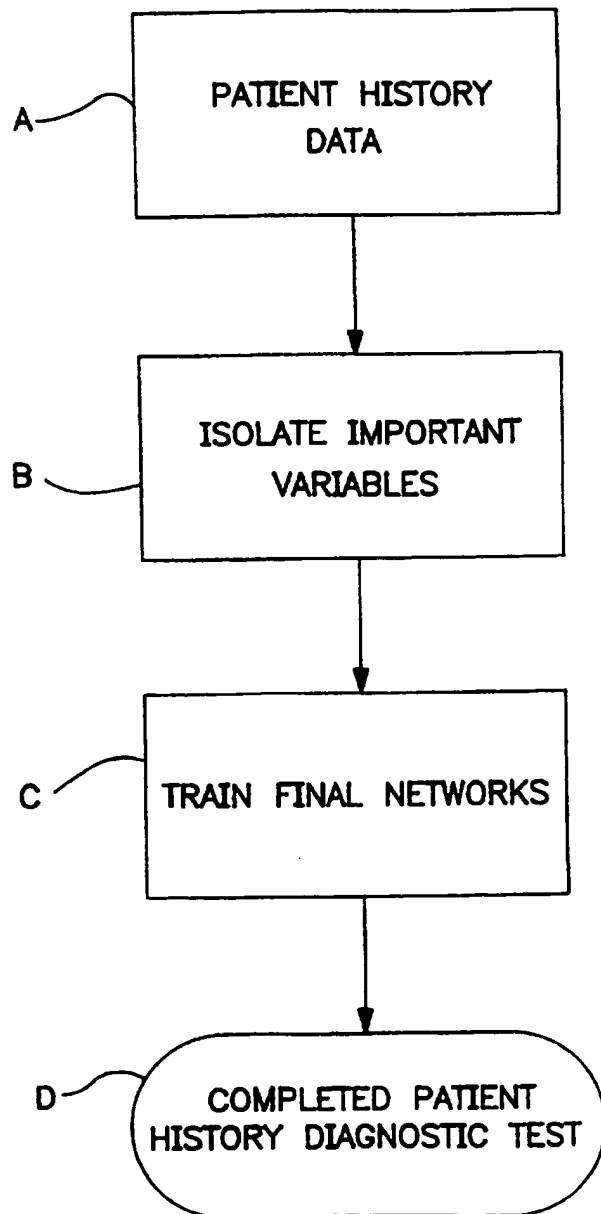 A
PATIENT HISTORY
DATA
B
ISOLATE IMPORTANT
VARIABLES
C
TRAIN FINAL NETWORKS
D
COMPLETED PATIENT
HISTORY DIAGNOSTIC TEST